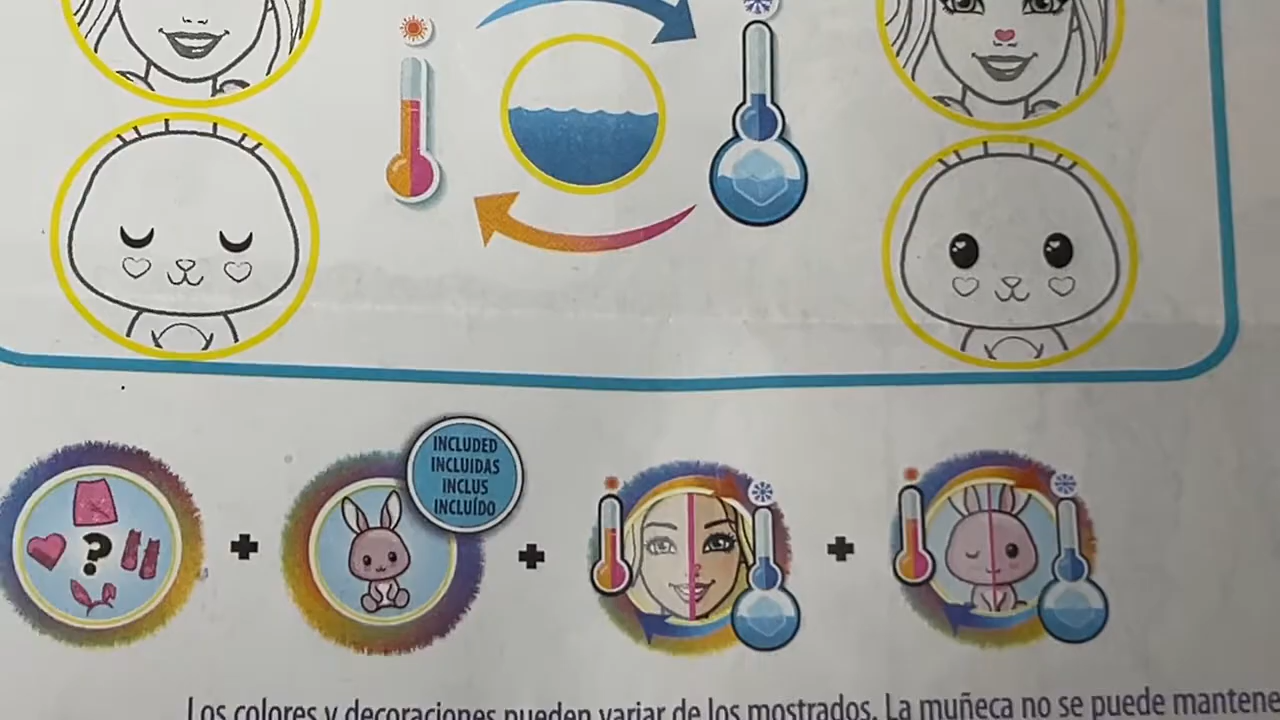 INCLUDED
INCLUIDAS
INCLUS
INCLUÍDO
?
Los colores y decoraciones pueden variar de los mostrados. La muñeca no se puede mantene